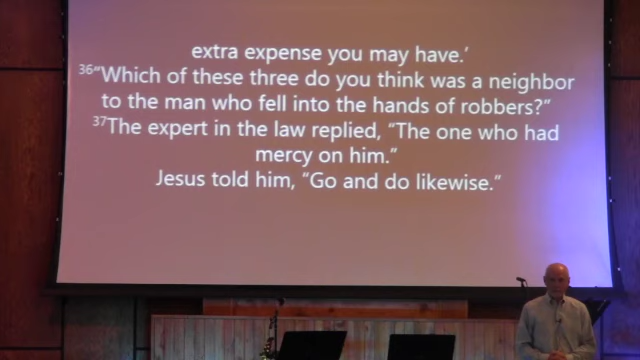 extra expense you may have.’
36“Which of these three do you think was a neighbor
to the man who fell into the hands of robbers?”
37The expert in the law replied, “The one who had
mercy on him.”
Jesus told him, “Go and do likewise.“